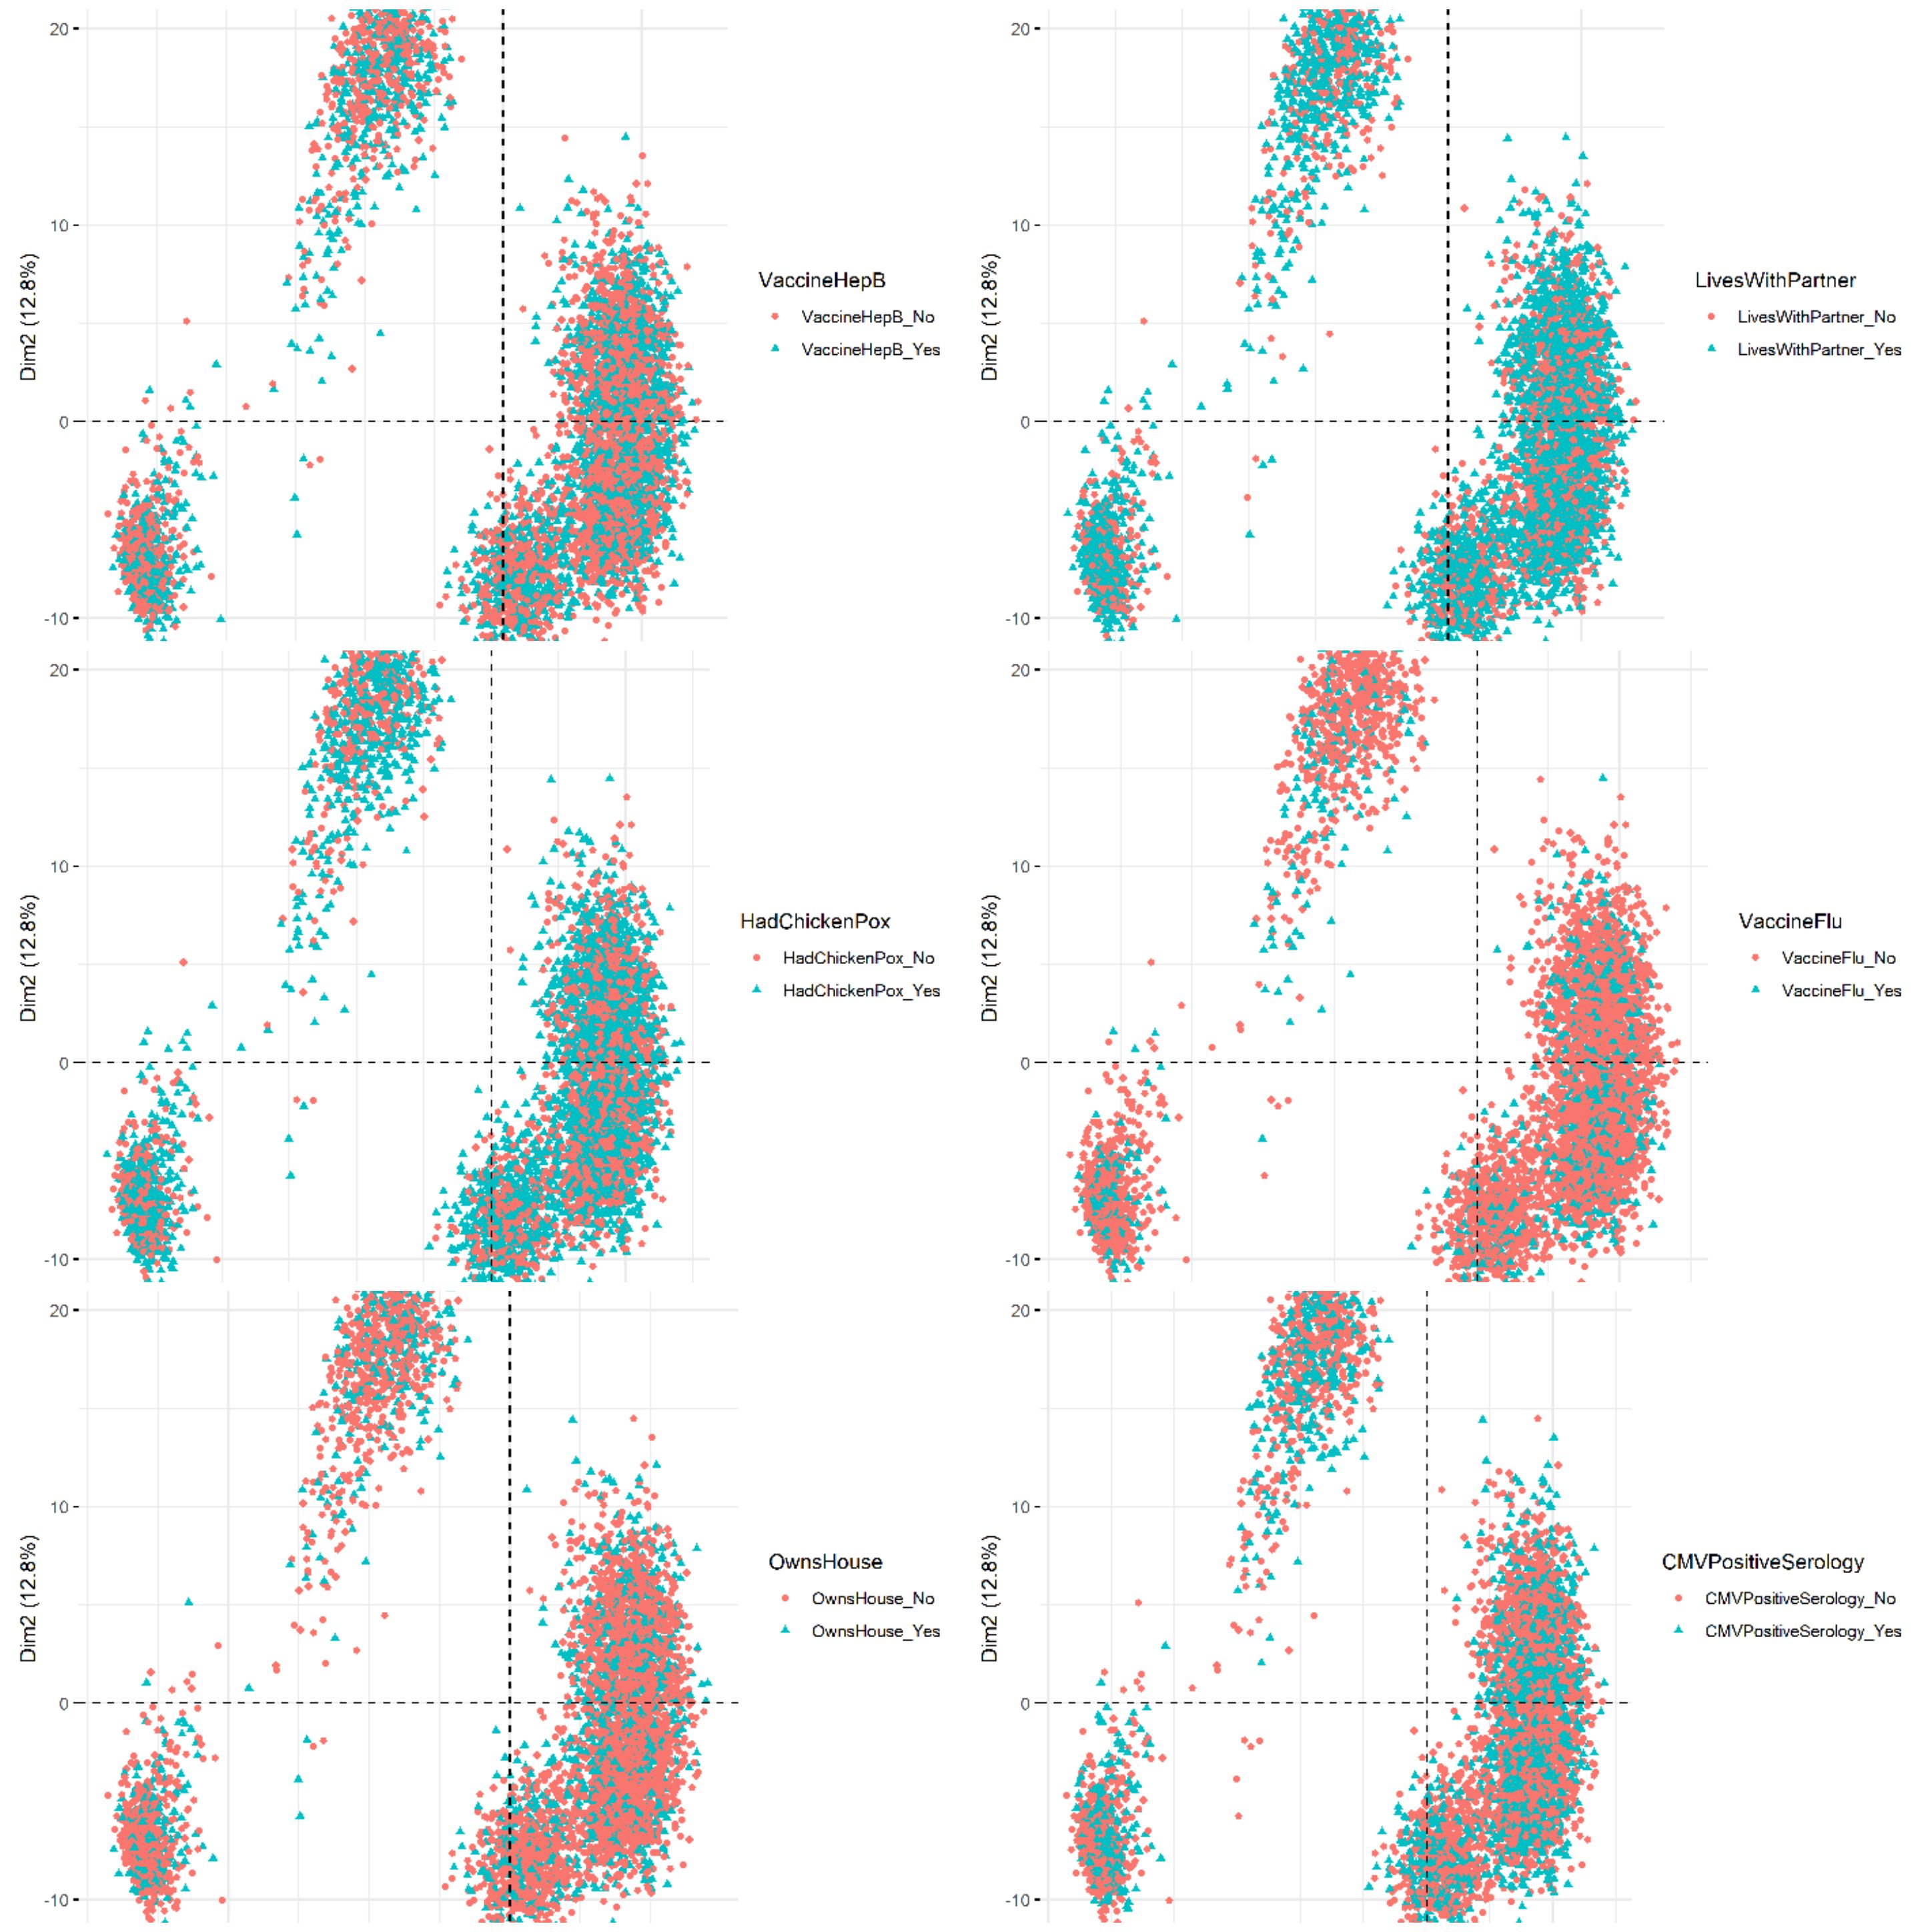 20
10
0
-10
Dim2 (12.8%)
VaccineHepB
VaccineHepB_No
VaccineHepB_Yes
20
10
0
-10
Dim2 (12.8%)
LivesWithPartner
LivesWithPartner_No
LivesWithPartner_Yes
20
10
0
-10
Dim2 (12.8%)
HadChickenPox
HadChickenPox_No
HadChickenPox_Yes
20
10
0
-10
Dim2 (12.8%)
VaccineFlu
VaccineFlu_No
VaccineFlu_Yes
20
10
0
-10
Dim2 (12.8%)
OwnsHouse
OwnsHouse_No
OwnsHouse_Yes
20
10
0
-10
Dim2 (12.8%)
CMVPositiveSerology
CMVPositiveSerology_No
CMVPositiveSerology_Yes